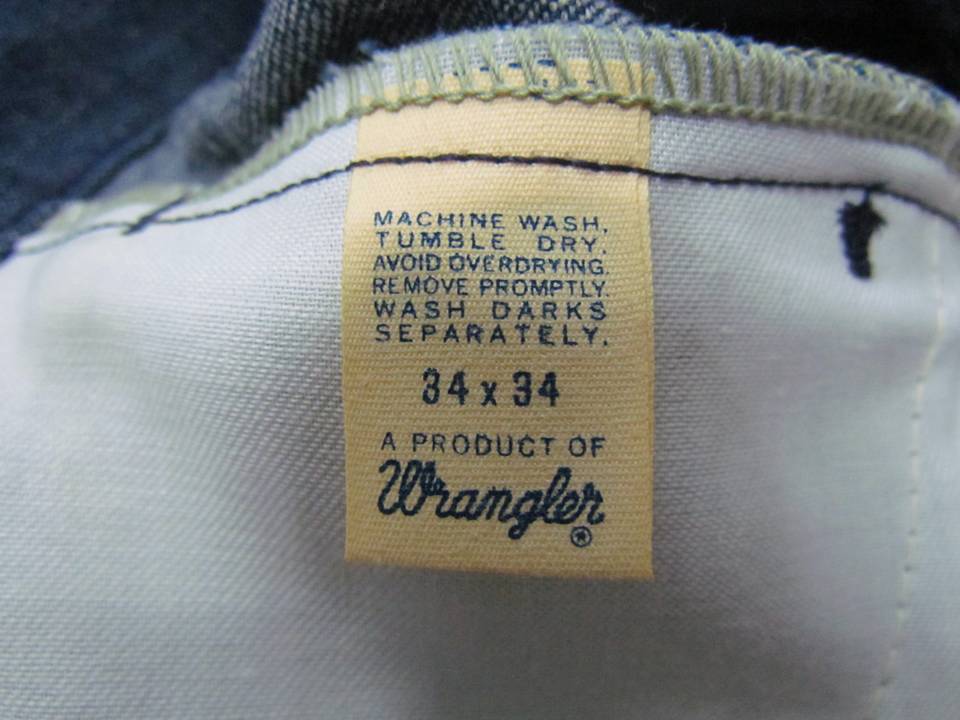 MACHINE WASH.
TUMBLE DRY.
AVOID OVERDRYING.
REMOVE PROMPTLY.
WASH DARKS
SEPARATELY.
34 x 34
A PRODUCT OF
Wrangler®